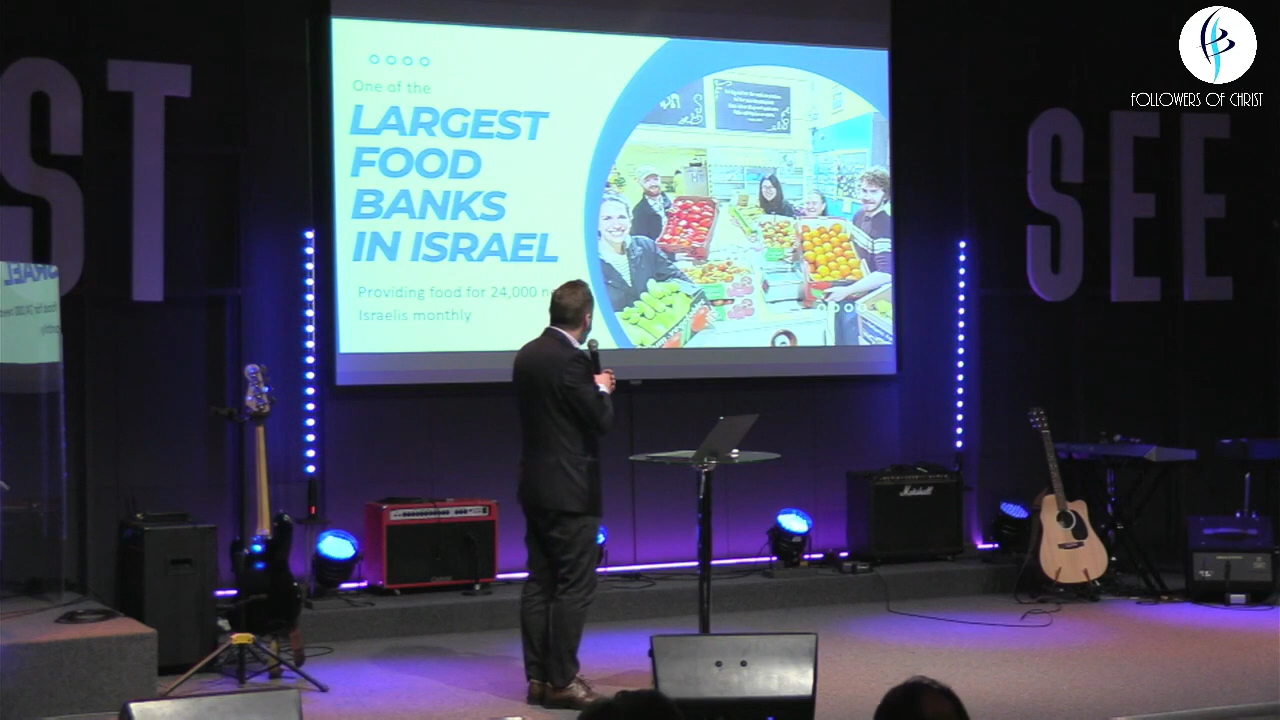 FOLLOWERS OF CHRIST
ST
SEE
One of the
LARGEST
FOOD
BANKS
IN ISRAEL
Providing food for 24,000
Israelis monthly
Marshall